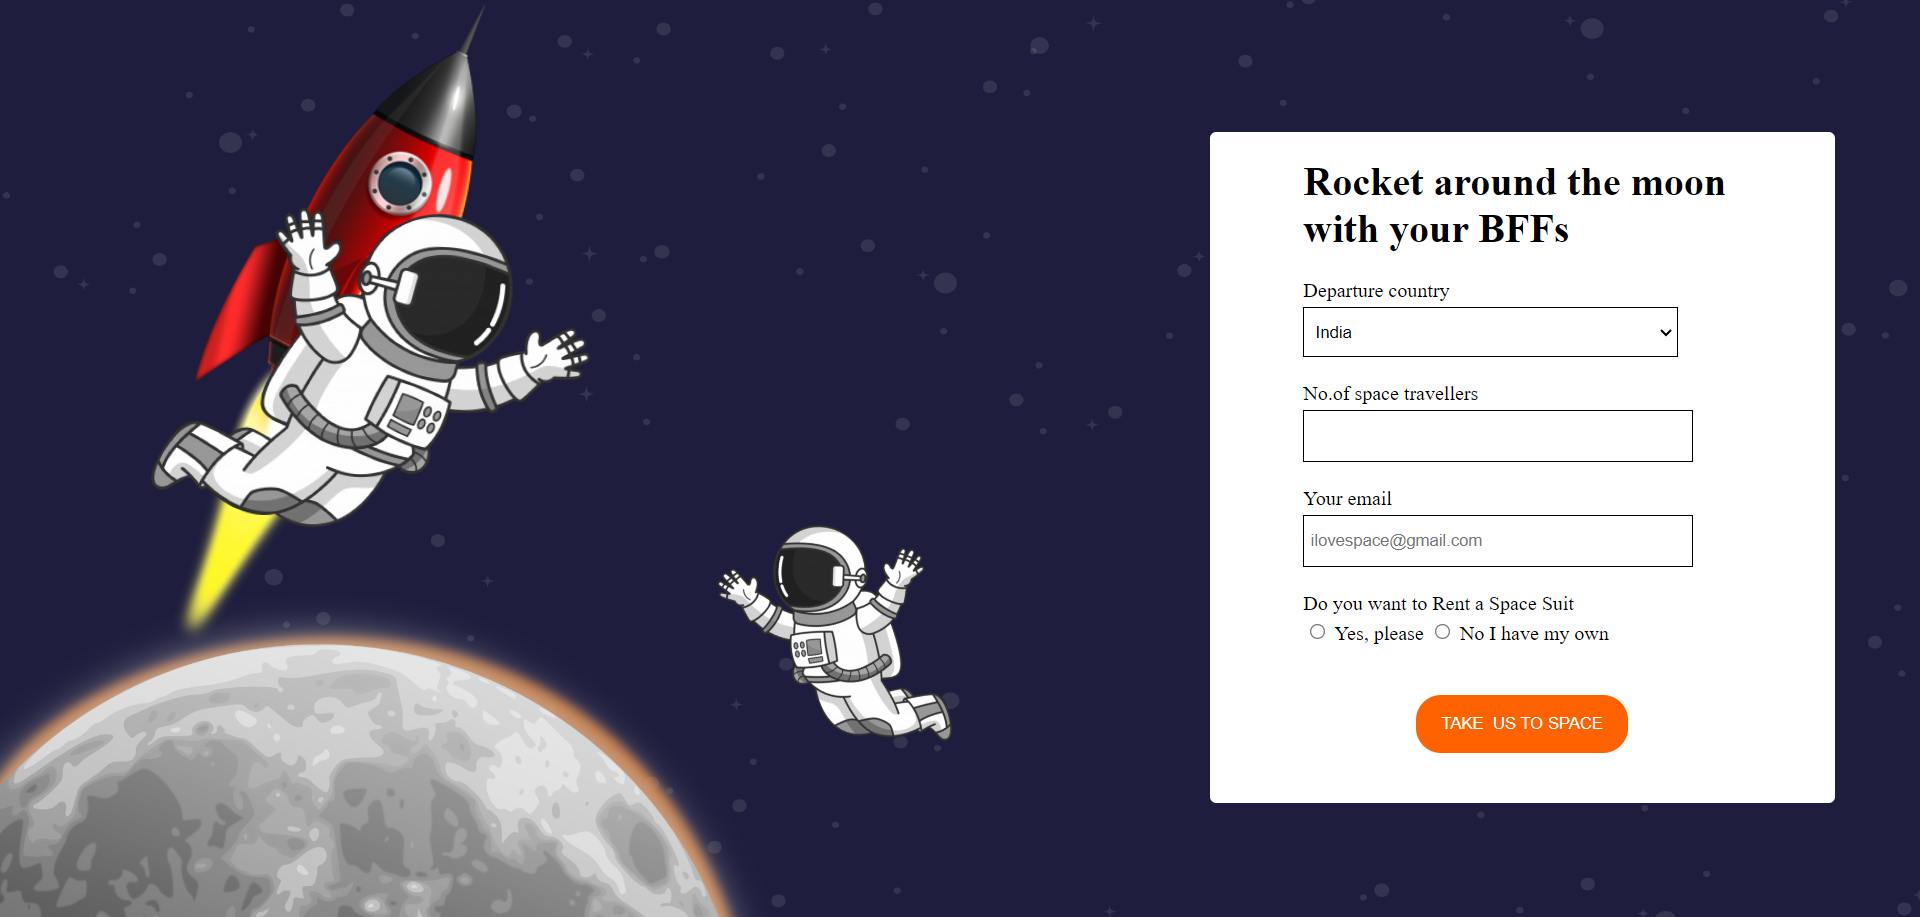 Rocket around the moon
with your BFFs
Departure country
India
No.of space travellers
Your email
ilovespace@gmail.com
Do you want to Rent a Space Suit
Yes, please No I have my own
TAKE  US TO SPACE